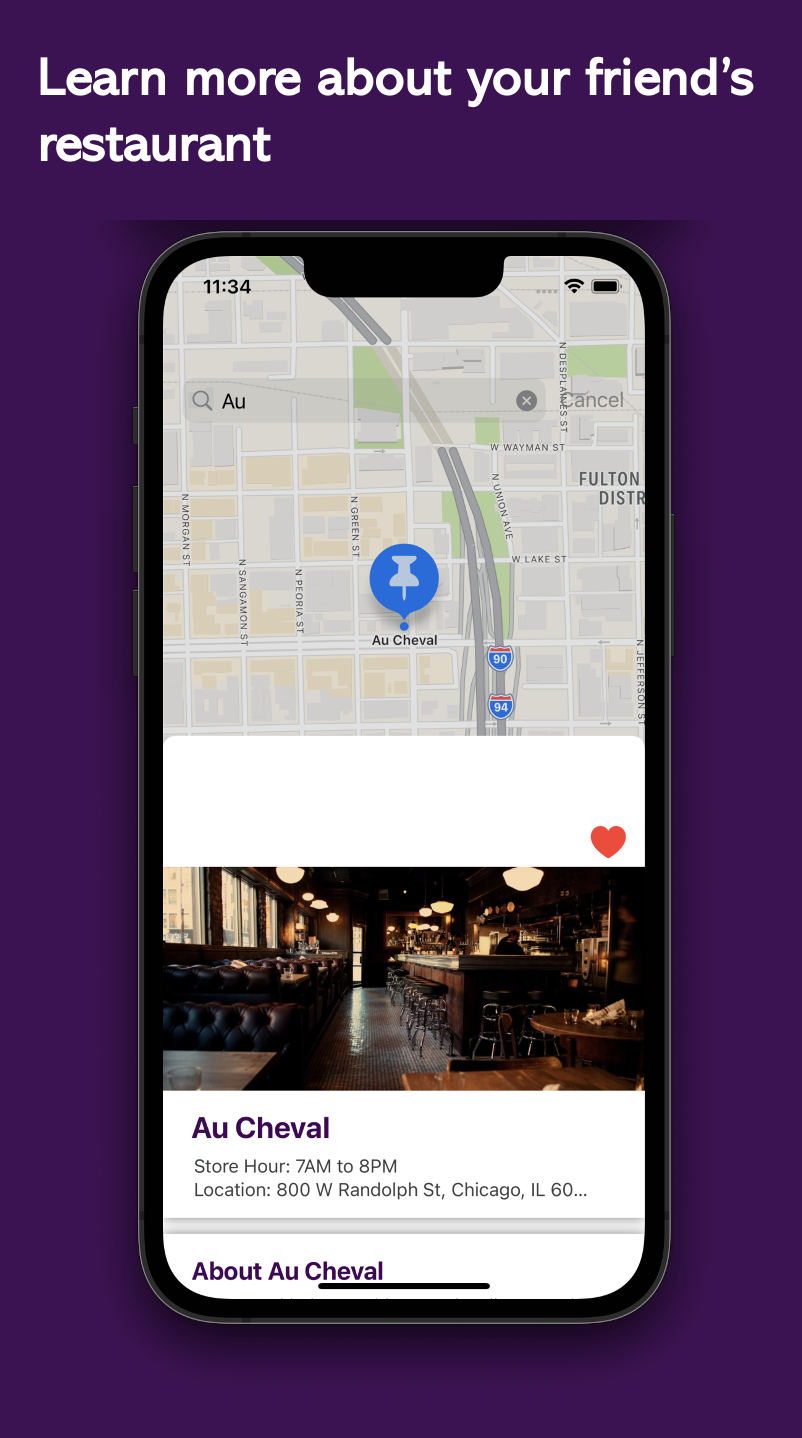 Learn more about your friend's
restaurant
11:34
N DESPLAINES ST
Au
Cancel
W WAYMAN ST
FULTON
DISTR
N MORGAN ST
N GREEN ST
N UNION AVE
W LAKE ST
N SANGAMON ST
N PEORIA ST
Au Cheval
90
N JEFFERSON ST
94
Au Cheval
Store Hour: 7AM to 8PM
Location: 800 W Randolph St, Chicago, IL 60...
About Au Cheval